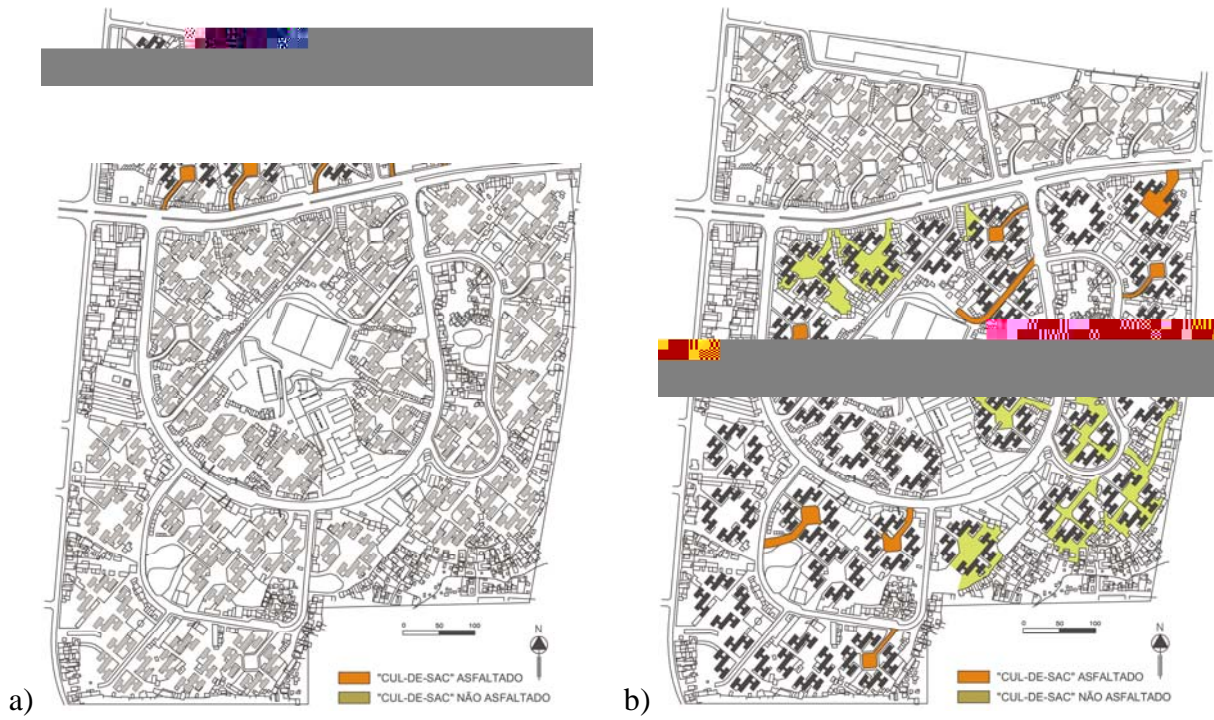 0 50 100
N
"CUL-DE-SAC" ASFALTADO
"CUL-DE-SAC" NÃO ASFALTADO
a)
0 50 100
N
"CUL-DE-SAC" ASFALTADO
"CUL-DE-SAC" NÃO ASFALTADO
b)